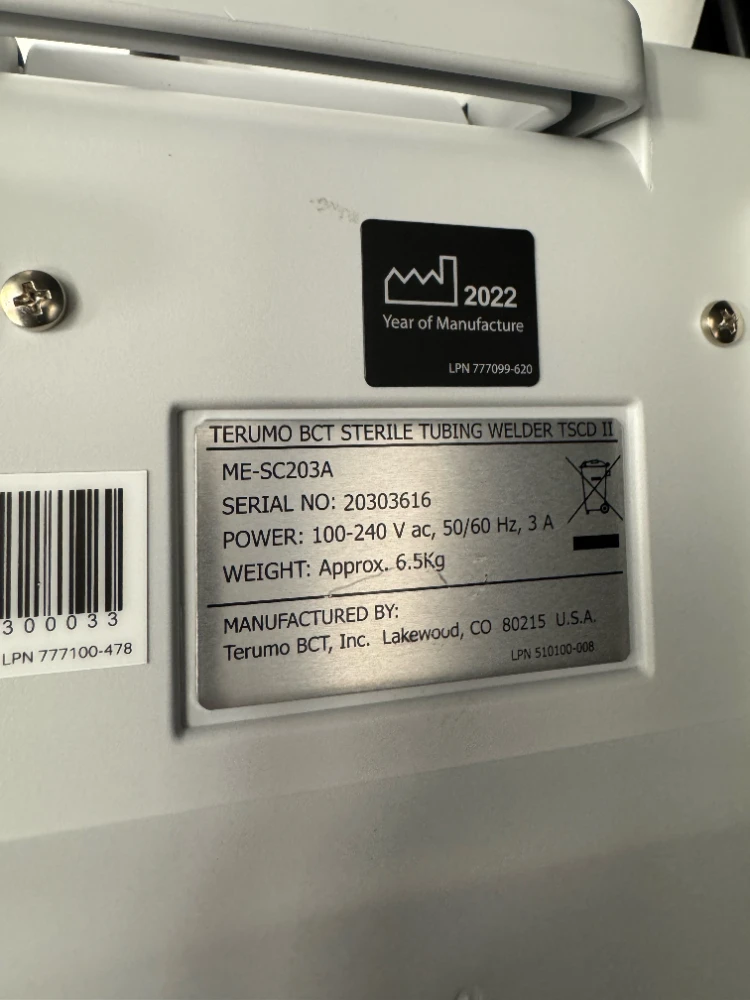 2022
Year of Manufacture
LPN 777099-620
TERUMO BCT STERILE TUBING WELDER TSCD II
ME-SC203A
SERIAL NO: 20303616
POWER: 100-240 V ac, 50/60 Hz, 3 A
WEIGHT: Approx. 6.5Kg
MANUFACTURED BY:
Terumo BCT, Inc. Lakewood, CO 80215 U.S.A.
LPN 510100-008
300033
LPN 777100-478